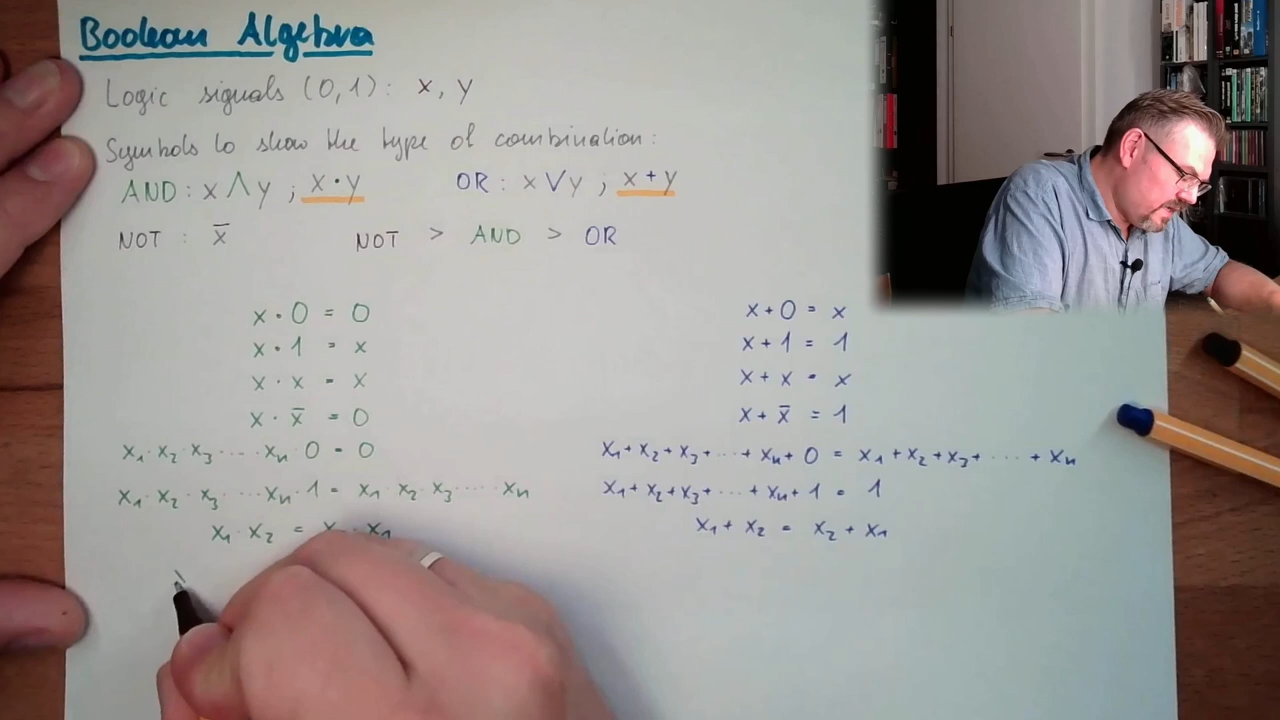 Boolean Algebra
Logic signals (0,1): x, y
Symbols to show the type of combination:
AND: x ∧ y ; x · y OR: x ∨ y ; x + y
NOT : x̅ NOT > AND > OR
x · 0 = 0 x + 0 = x
x · 1 = x x + 1 = 1
x · x = x x + x = x
x · x̅ = 0 x + x̅ = 1
x₁ · x₂ · x₃ ····· xₙ · 0 = 0 x₁ + x₂ + x₃ + ···· + xₙ + 0 = x₁ + x₂ + x₃ + ···· + xₙ
x₁ · x₂ · x₃ ····· xₙ · 1 = x₁ · x₂ · x₃ ····· xₙ x₁ + x₂ + x₃ + ···· + xₙ + 1 = 1
x₁ · x₂ = x · x₁ x₁ + x₂ = x₂ + x₁